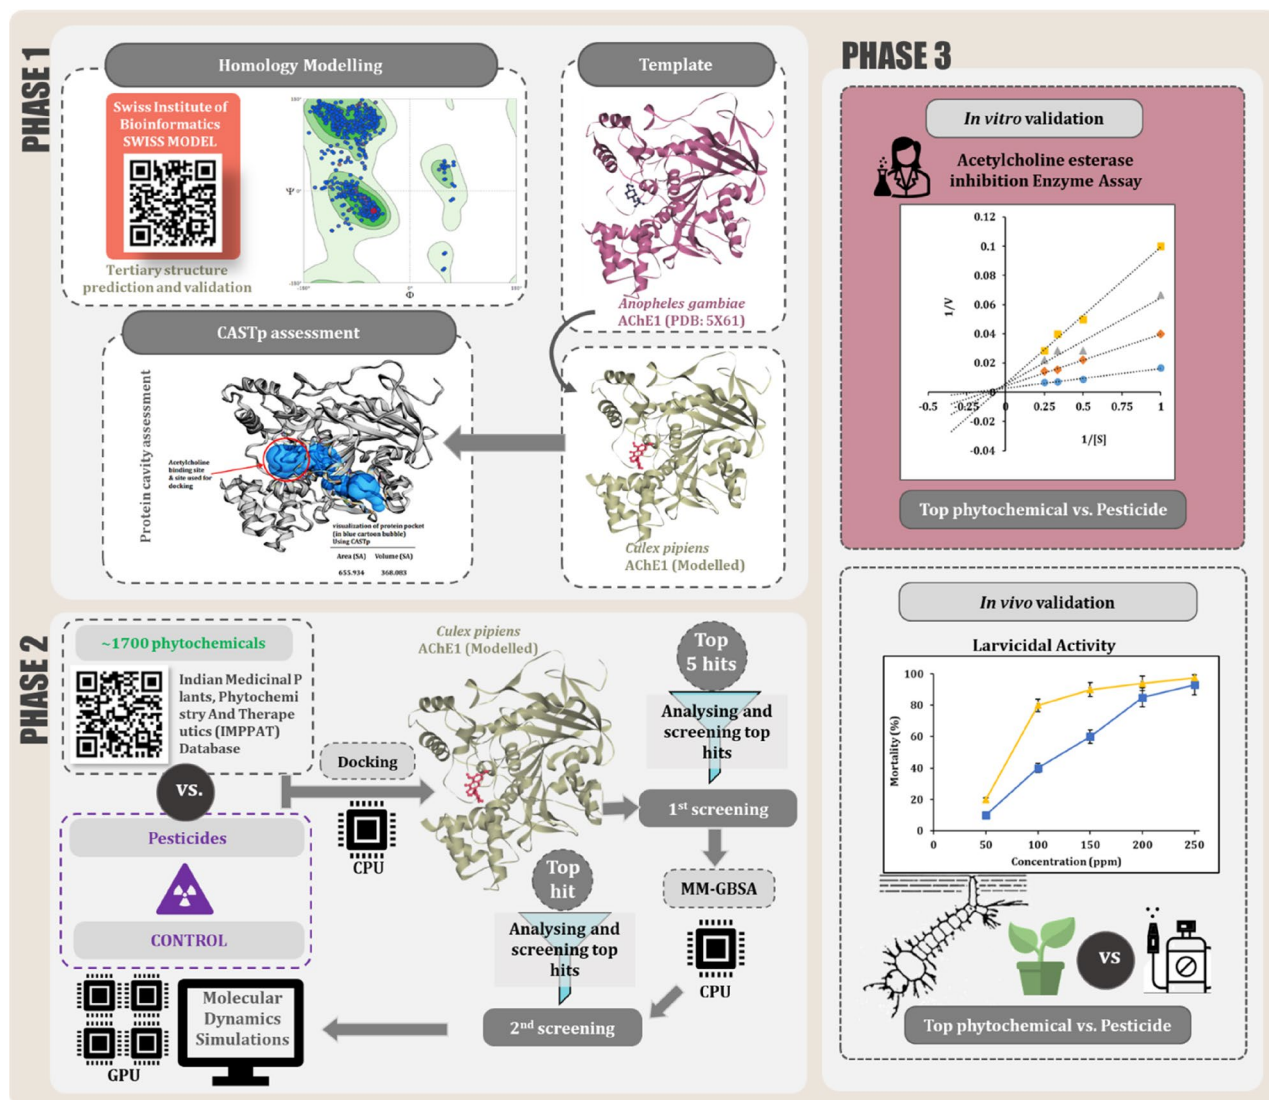 PHASE 1
Homology Modelling
Swiss Institute of
Bioinformatics
SWISS MODEL
Tertiary structure
prediction and validation
180°
Ψ 0°
-180°
-180°
0°
180°
Φ
Template
Anopheles gambiae
AChE1 (PDB: 5X61)
CASTp assessment
Protein cavity assessment
Acetylcholine
binding site
& site used for
docking
visualization of protein pocket
(in blue cartoon bubble)
Using CASTp
Area (SA) Volume (SA)
655.934 368.083
Culex pipiens
AChE1 (Modelled)
PHASE 2
~1700 phytochemicals
Indian Medicinal P
lants, Phytochemi
stry And Therape
utics (IMPPAT)
Database
vs.
Pesticides
CONTROL
Docking
CPU
Culex pipiens
AChE1 (Modelled)
Top
5 hits
Analysing and
screening top
hits
1st screening
MM-GBSA
CPU
Top
hit
Analysing and
screening top
hits
2nd screening
Molecular
Dynamics
Simulations
GPU
PHASE 3
In vitro validation
Acetylcholine esterase
inhibition Enzyme Assay
0.12
0.1
0.08
0.06
0.04
0.02
0
-0.02
-0.04
1/V
-0.5
-0.25
0
0.25
0.5
0.75
1
1/[S]
Top phytochemical vs. Pesticide
In vivo validation
Larvicidal Activity
100
80
60
40
20
0
Mortality (%)
0 50 100 150 200 250
Concentration (ppm)
vs
Top phytochemical vs. Pesticide